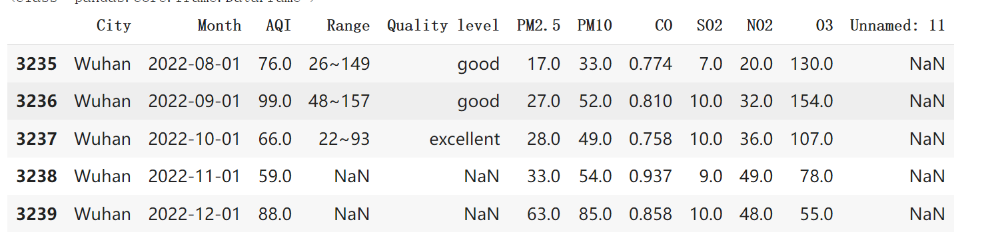 <class 'pandas.core.frame.DataFrame'>
City Month AQI Range Quality level PM2.5 PM10 CO SO2 NO2 O3 Unnamed: 11
3235 Wuhan 2022-08-01 76.0 26~149 good 17.0 33.0 0.774 7.0 20.0 130.0 NaN
3236 Wuhan 2022-09-01 99.0 48~157 good 27.0 52.0 0.810 10.0 32.0 154.0 NaN
3237 Wuhan 2022-10-01 66.0 22~93 excellent 28.0 49.0 0.758 10.0 36.0 107.0 NaN
3238 Wuhan 2022-11-01 59.0 NaN NaN 33.0 54.0 0.937 9.0 49.0 78.0 NaN
3239 Wuhan 2022-12-01 88.0 NaN NaN 63.0 85.0 0.858 10.0 48.0 55.0 NaN